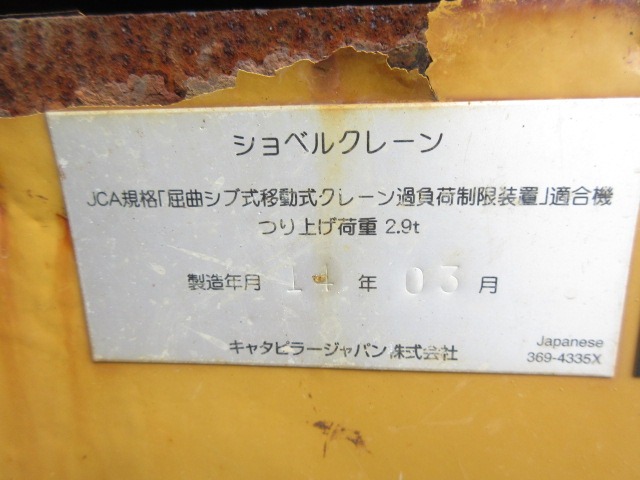 ショベルクレーン
JCA規格「屈曲ジブ式移動式クレーン過負荷制限装置」適合機
つり上げ荷重 2.9t
製造年月 14 年 03 月
キャタピラージャパン株式会社
Japanese
369-4335X